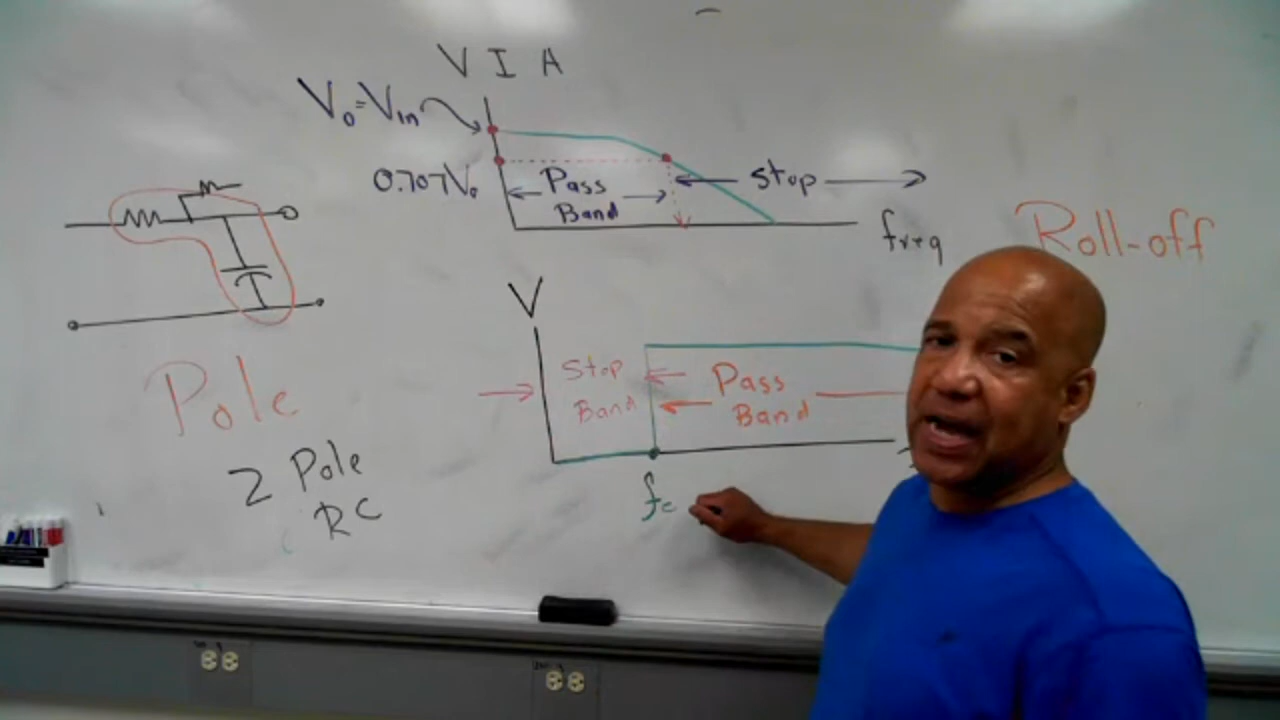 V I A
V₀=Vin
0.707V₀
Pass
Band
Stop
freq
Roll-off
V
Stop
Band
Pass
Band
fc
Pole
2 Pole
RC